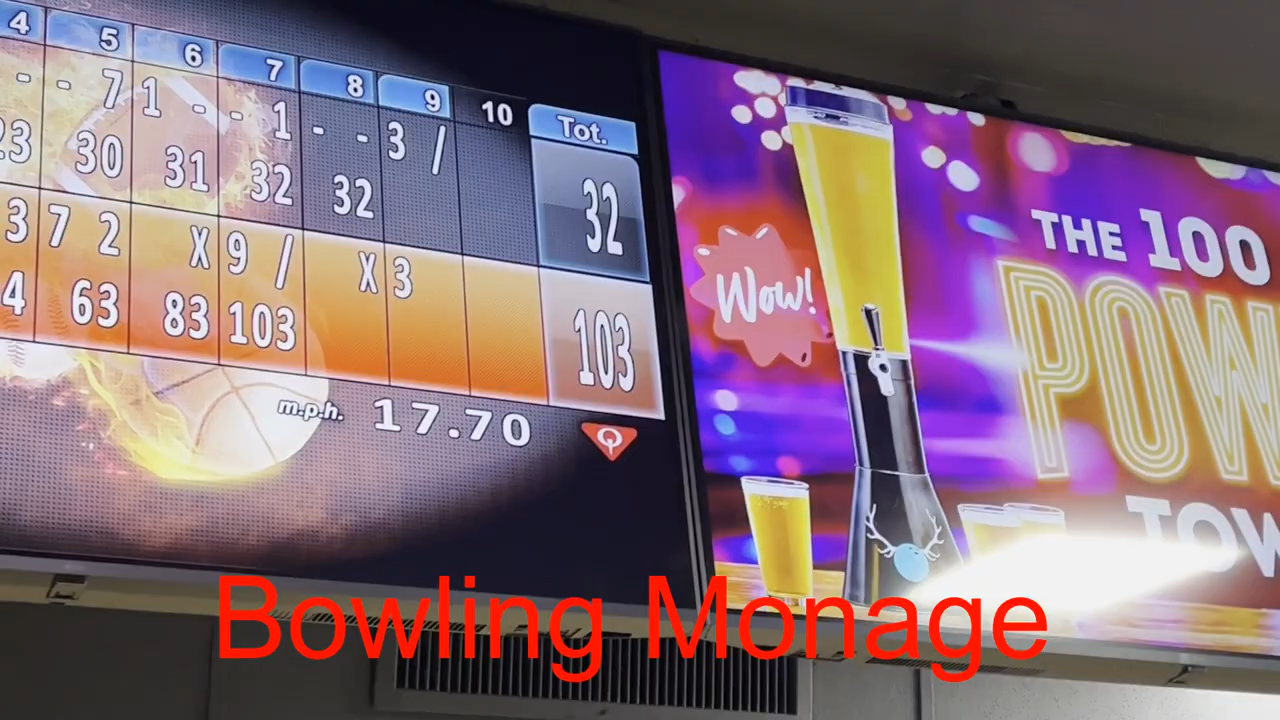 4 5 6 7 8 9 10 Tot.
- - 7 1 - - 1 - - 3 /
23 30 31 32 32 32
3 7 2 X 9 / X 3
4 63 83 103 103
m.p.h. 17.70
Wow!
THE 100
POW
TOW
Bowling Monage